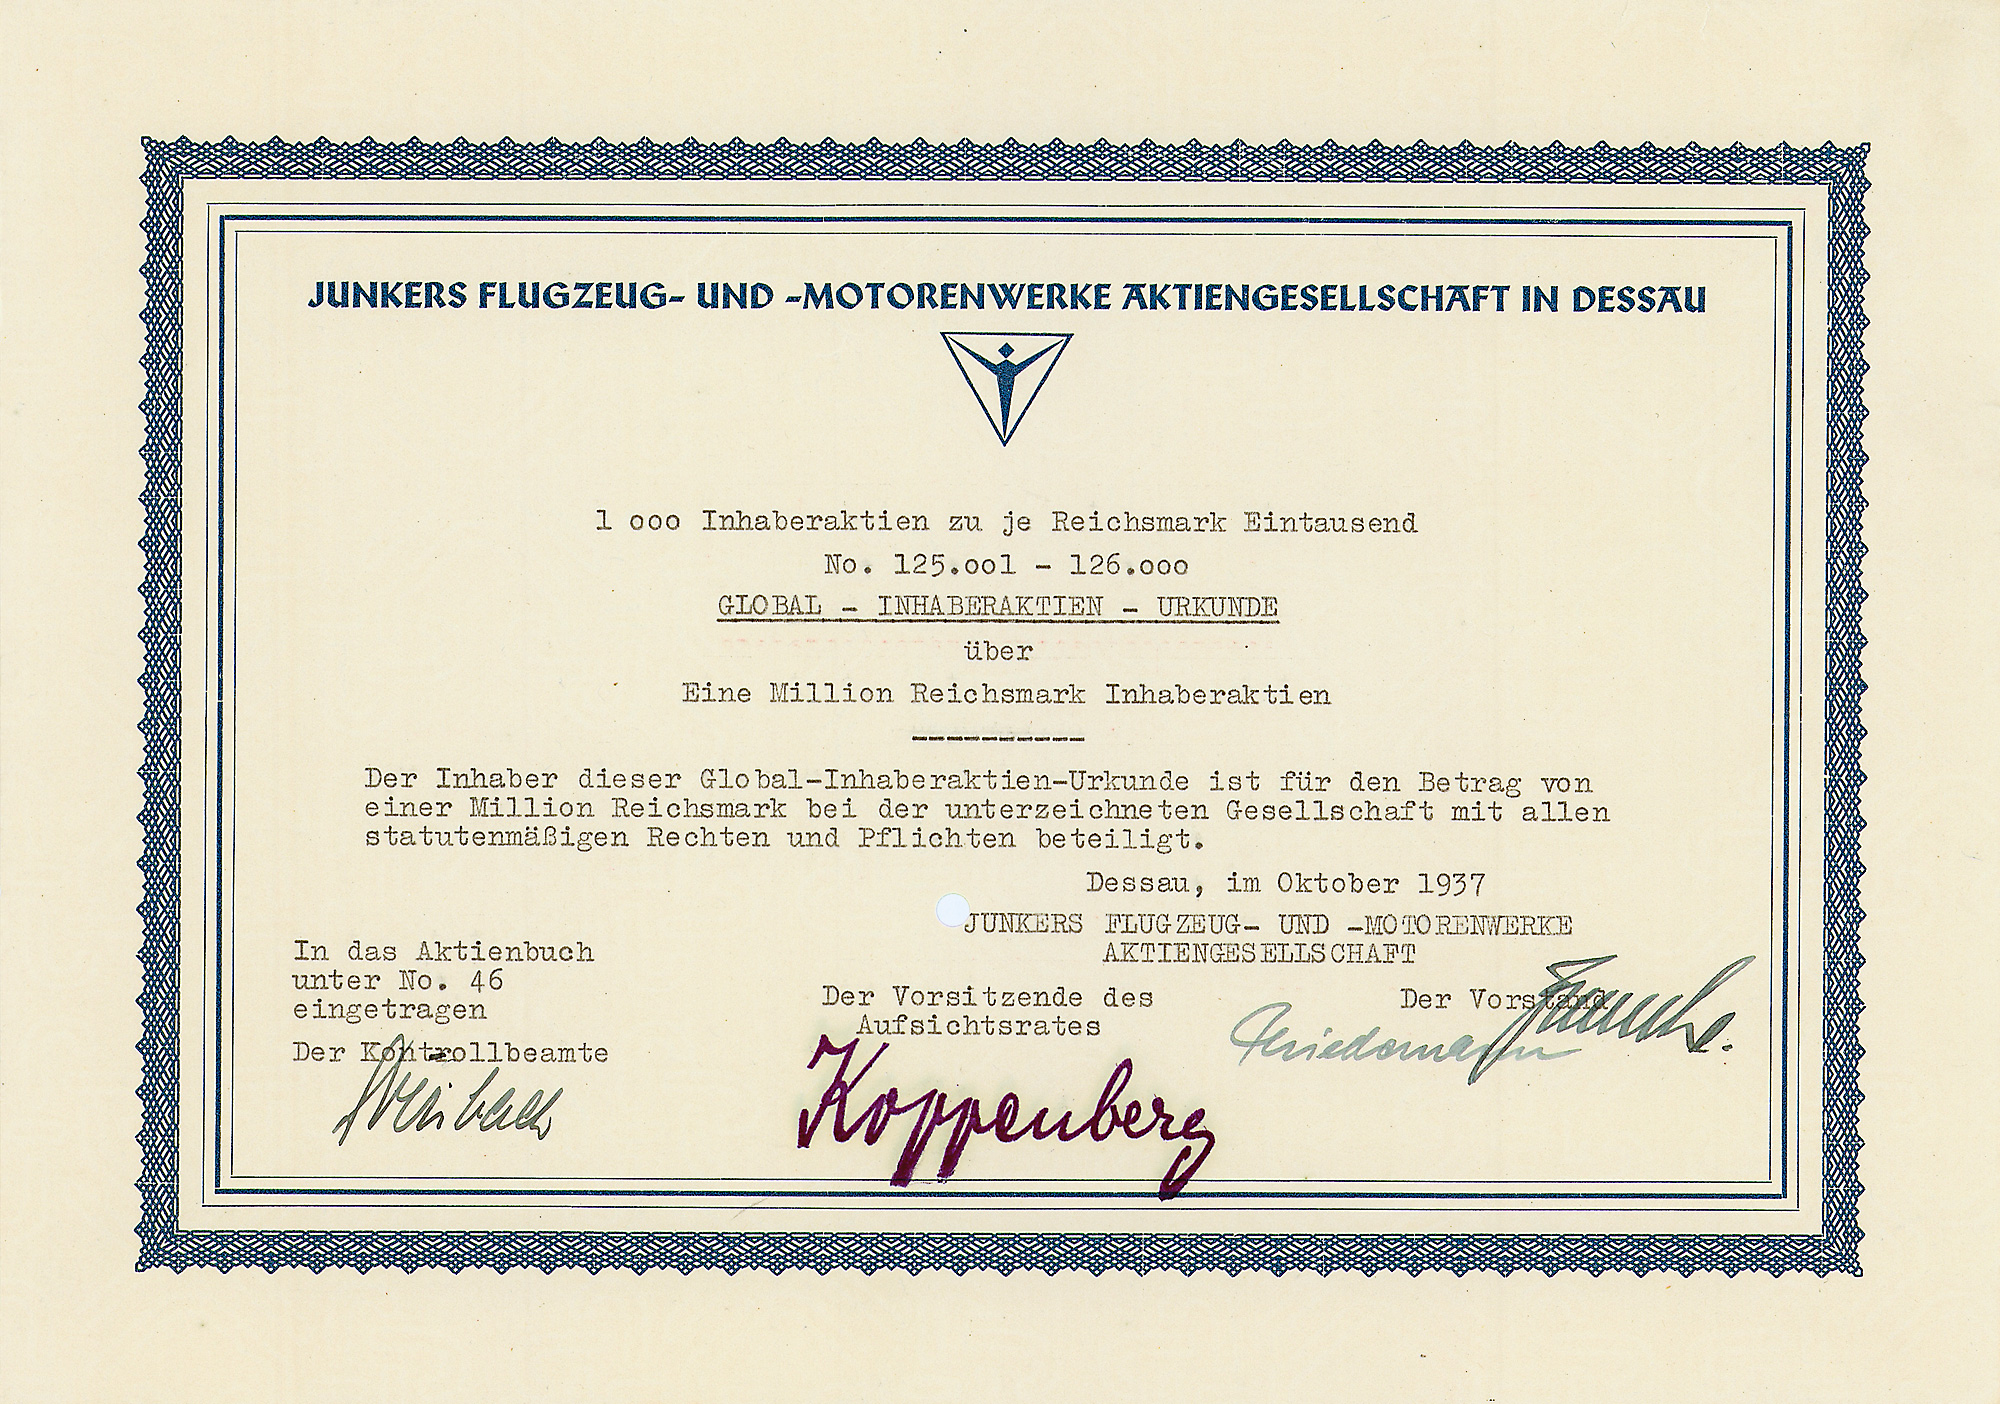 JUNKERS FLUGZEUG- UND -MOTORENWERKE AKTIENGESELLSCHAFT IN DESSAU
1 ooo Inhaberaktien zu je Reichsmark Eintausend
No. 125.oo1 - 126.ooo
GLOBAL - INHABERAKTIEN - URKUNDE
über
Eine Million Reichsmark Inhaberaktien
Der Inhaber dieser Global-Inhaberaktien-Urkunde ist für den Betrag von
einer Million Reichsmark bei der unterzeichneten Gesellschaft mit allen
statutenmäßigen Rechten und Pflichten beteiligt.
Dessau, im Oktober 1937
JUNKERS FLUGZEUG- UND -MOTORENWERKE
AKTIENGESELLSCHAFT
In das Aktienbuch
unter No. 46
eingetragen
Der Kontrollbeamte
Der Vorsitzende des
Aufsichtsrates
Koppenberg
Der Vorstand